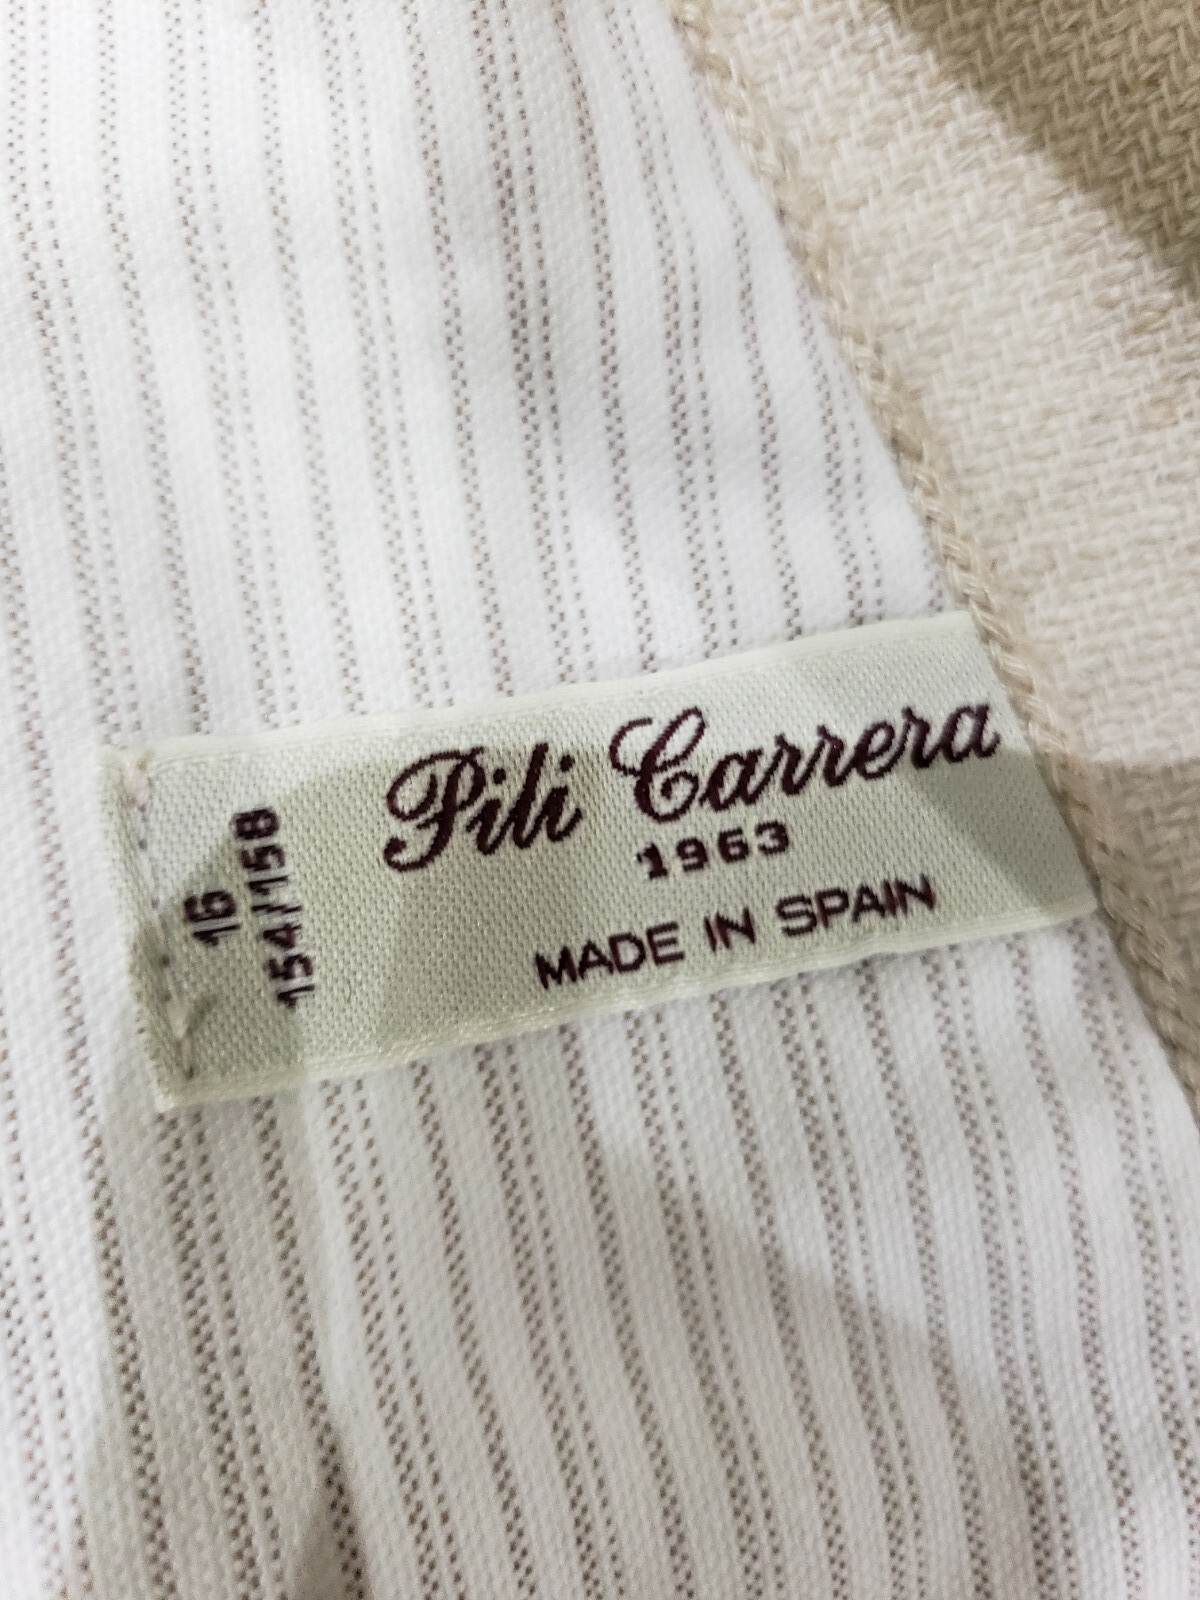 Pili Carrera
1963
MADE IN SPAIN
16
154/158